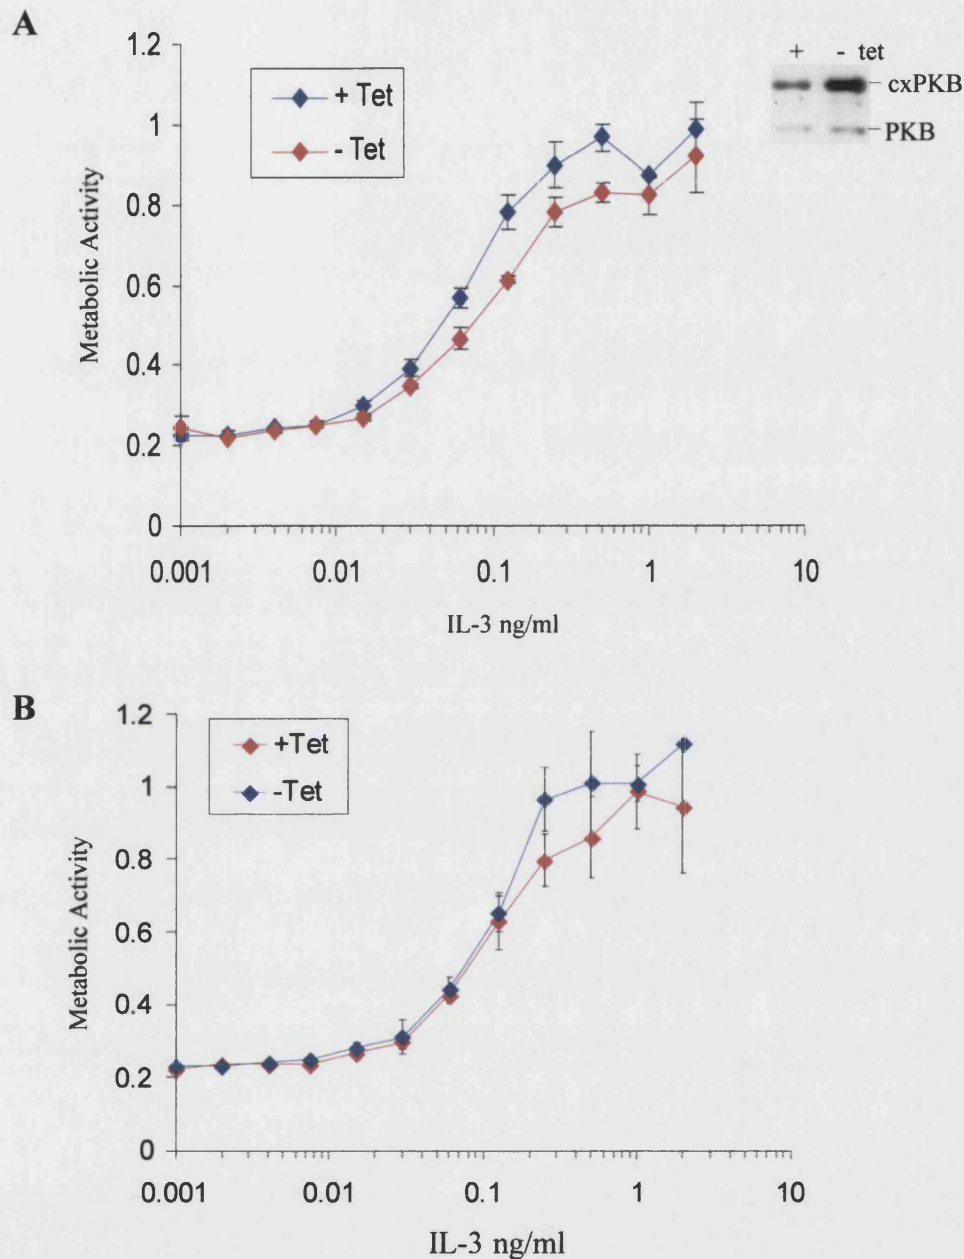 A
1.2
1
0.8
0.6
0.4
0.2
0
Metabolic Activity
+ Tet
- Tet
+ - tet
cxPKB
PKB
0.001 0.01 0.1 1 10
IL-3 ng/ml
B
1.2
1
0.8
0.6
0.4
0.2
0
Metabolic Activity
+Tet
-Tet
0.001 0.01 0.1 1 10
IL-3 ng/ml